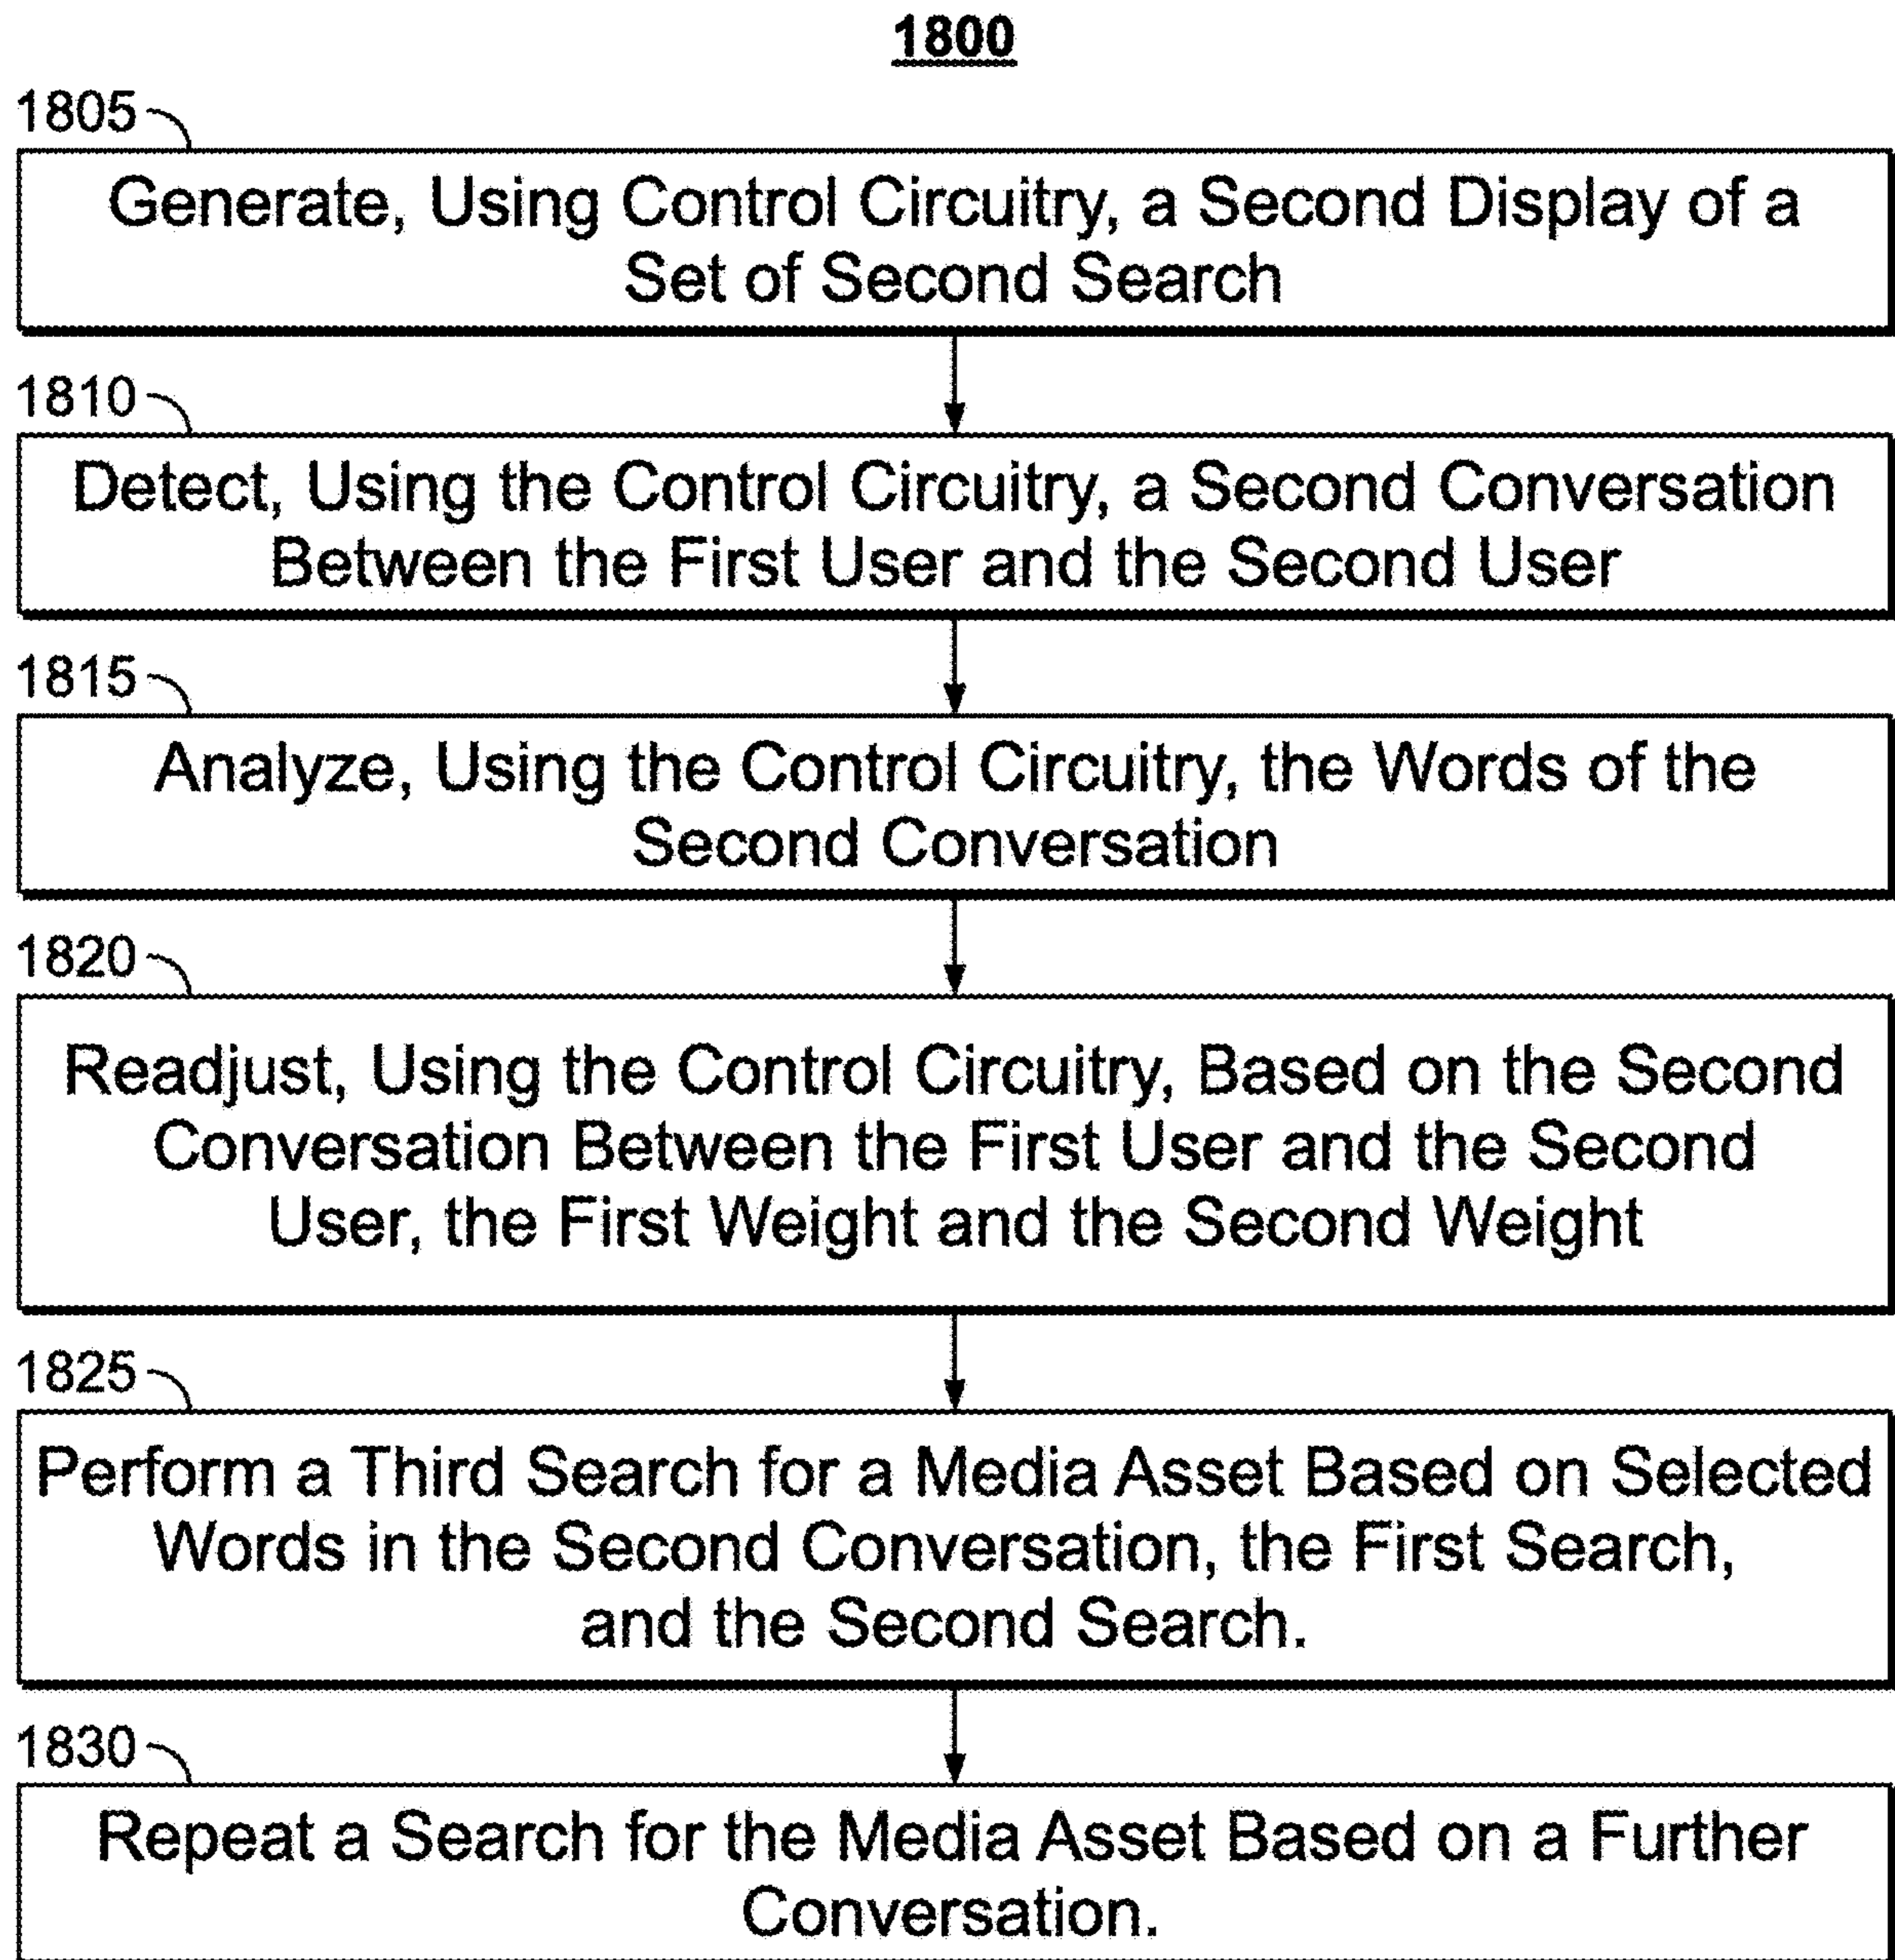 1800
1805
Generate, Using Control Circuitry, a Second Display of a
Set of Second Search
1810
Detect, Using the Control Circuitry, a Second Conversation
Between the First User and the Second User
1815
Analyze, Using the Control Circuitry, the Words of the
Second Conversation
1820
Readjust, Using the Control Circuitry, Based on the Second
Conversation Between the First User and the Second
User, the First Weight and the Second Weight
1825
Perform a Third Search for a Media Asset Based on Selected
Words in the Second Conversation, the First Search,
and the Second Search.
1830
Repeat a Search for the Media Asset Based on a Further
Conversation.